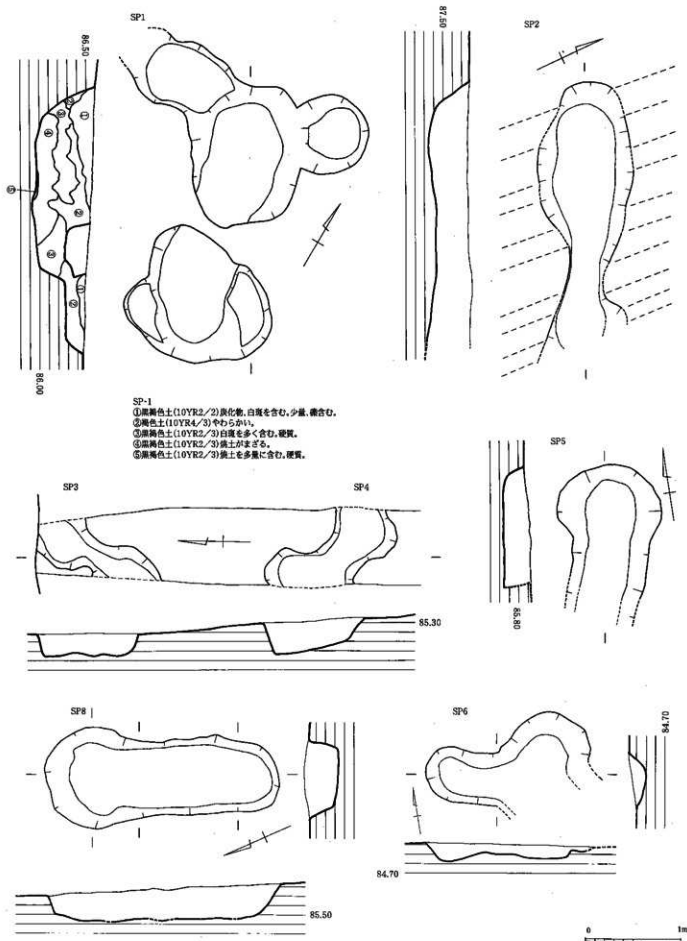 SP1
SP2
86.50
87.50
①
②
③
④
⑤
86.00
SP-1
①黒褐色土(10YR2/2)炭化物、白斑を含む、少量、礫含む。
②褐色土(10YR4/3)やわらかい。
③黒褐色土(10YR2/3)白斑を多く含む、硬質。
④黒褐色土(10YR2/3)焼土がまざる。
⑤黒褐色土(10YR2/3)焼土を多量に含む、硬質。
SP3
SP4
SP5
85.30
85.80
SP8
SP6
84.70
84.70
85.50
0 1m